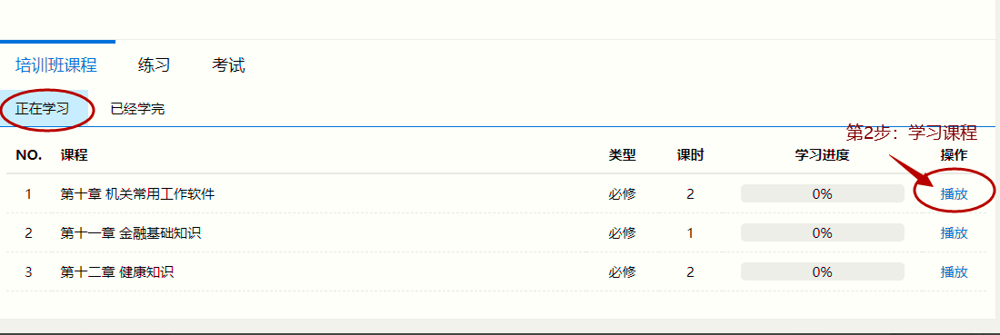 培训班课程 练习 考试
正在学习 已经学完
第2步：学习课程
NO. 课程 类型 课时 学习进度 操作
1 第十章 机关常用工作软件 必修 2 0% 播放
2 第十一章 金融基础知识 必修 1 0% 播放
3 第十二章 健康知识 必修 2 0% 播放